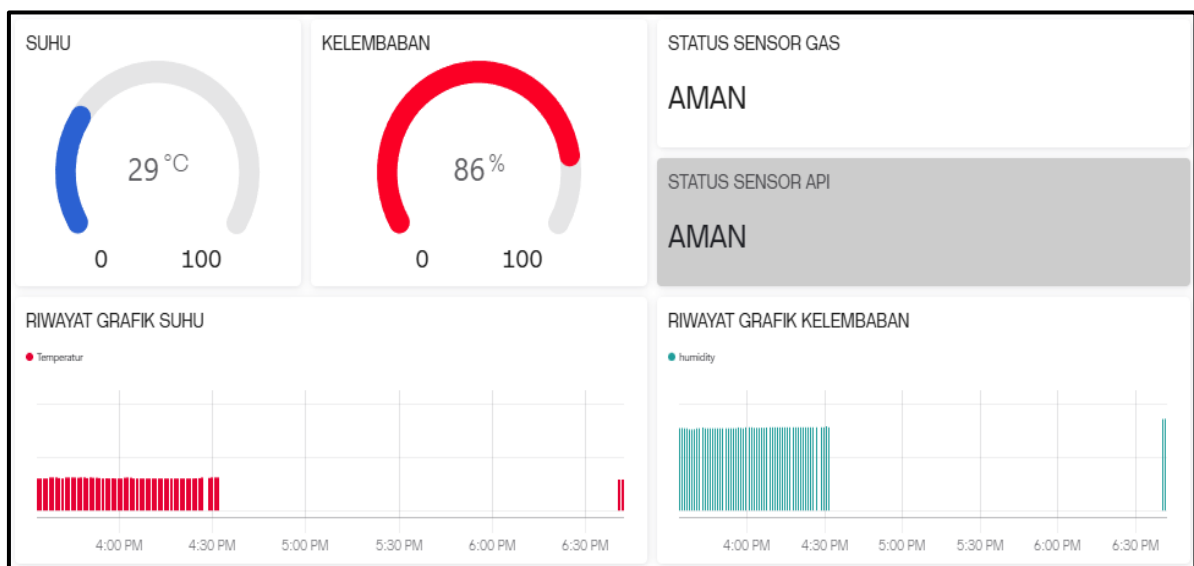 SUHU
29 °C
0 100
KELEMBABAN
86 %
0 100
STATUS SENSOR GAS
AMAN
STATUS SENSOR API
AMAN
RIWAYAT GRAFIK SUHU
Temperatur
4:00 PM 4:30 PM 5:00 PM 5:30 PM 6:00 PM 6:30 PM
RIWAYAT GRAFIK KELEMBABAN
humidity
4:00 PM 4:30 PM 5:00 PM 5:30 PM 6:00 PM 6:30 PM